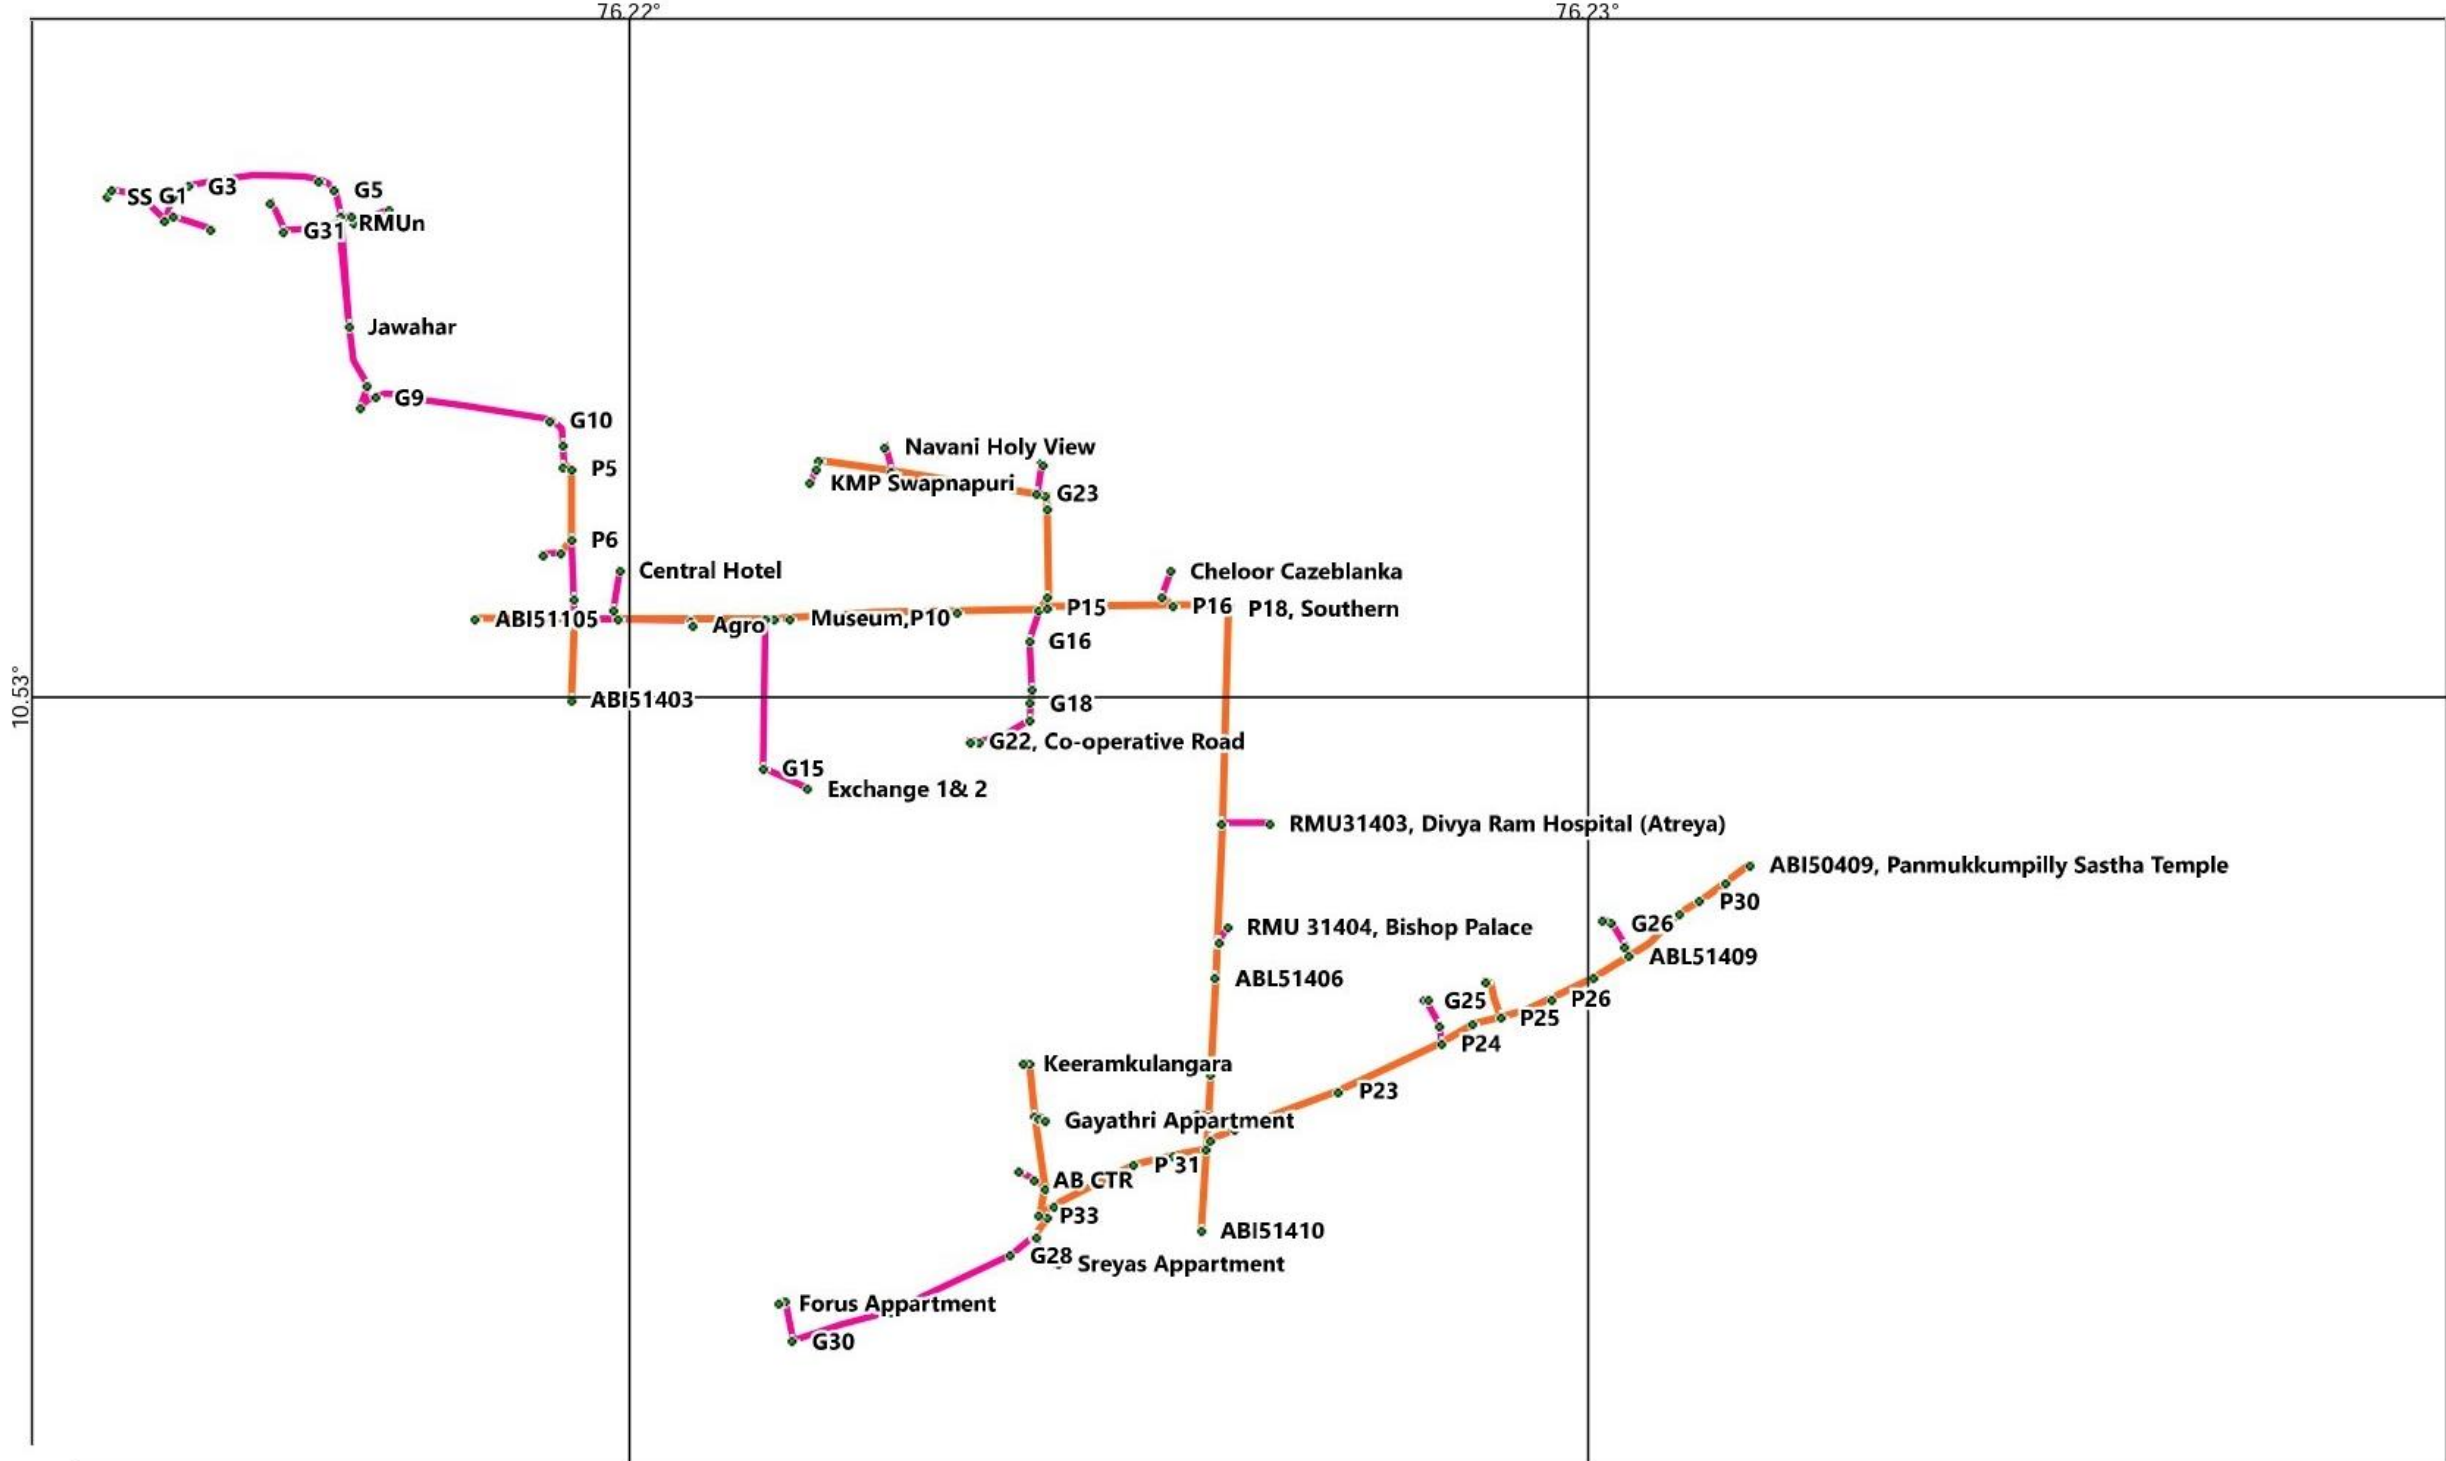 76.22° 76.23°
G3
G5
SS G1
RMUn
G31
Jawahar
G9
G10
Navani Holy View
P5
KMP Swapnapuri
G23
P6
Central Hotel
Cheloor Cazeblanka
P15
P16 P18, Southern
ABI51105
Agro
Museum,P10
G16
10.53°
ABI51403
G18
G22, Co-operative Road
G15
Exchange 1& 2
RMU31403, Divya Ram Hospital (Atreya)
ABI50409, Panmukkumpilly Sastha Temple
P30
G26
RMU 31404, Bishop Palace
ABL51409
ABL51406
P26
G25
P25
P24
Keeramkulangara
P23
Gayathri Appartment
P 31
AB GTR
P33
ABI51410
G28
Sreyas Appartment
Forus Appartment
G30